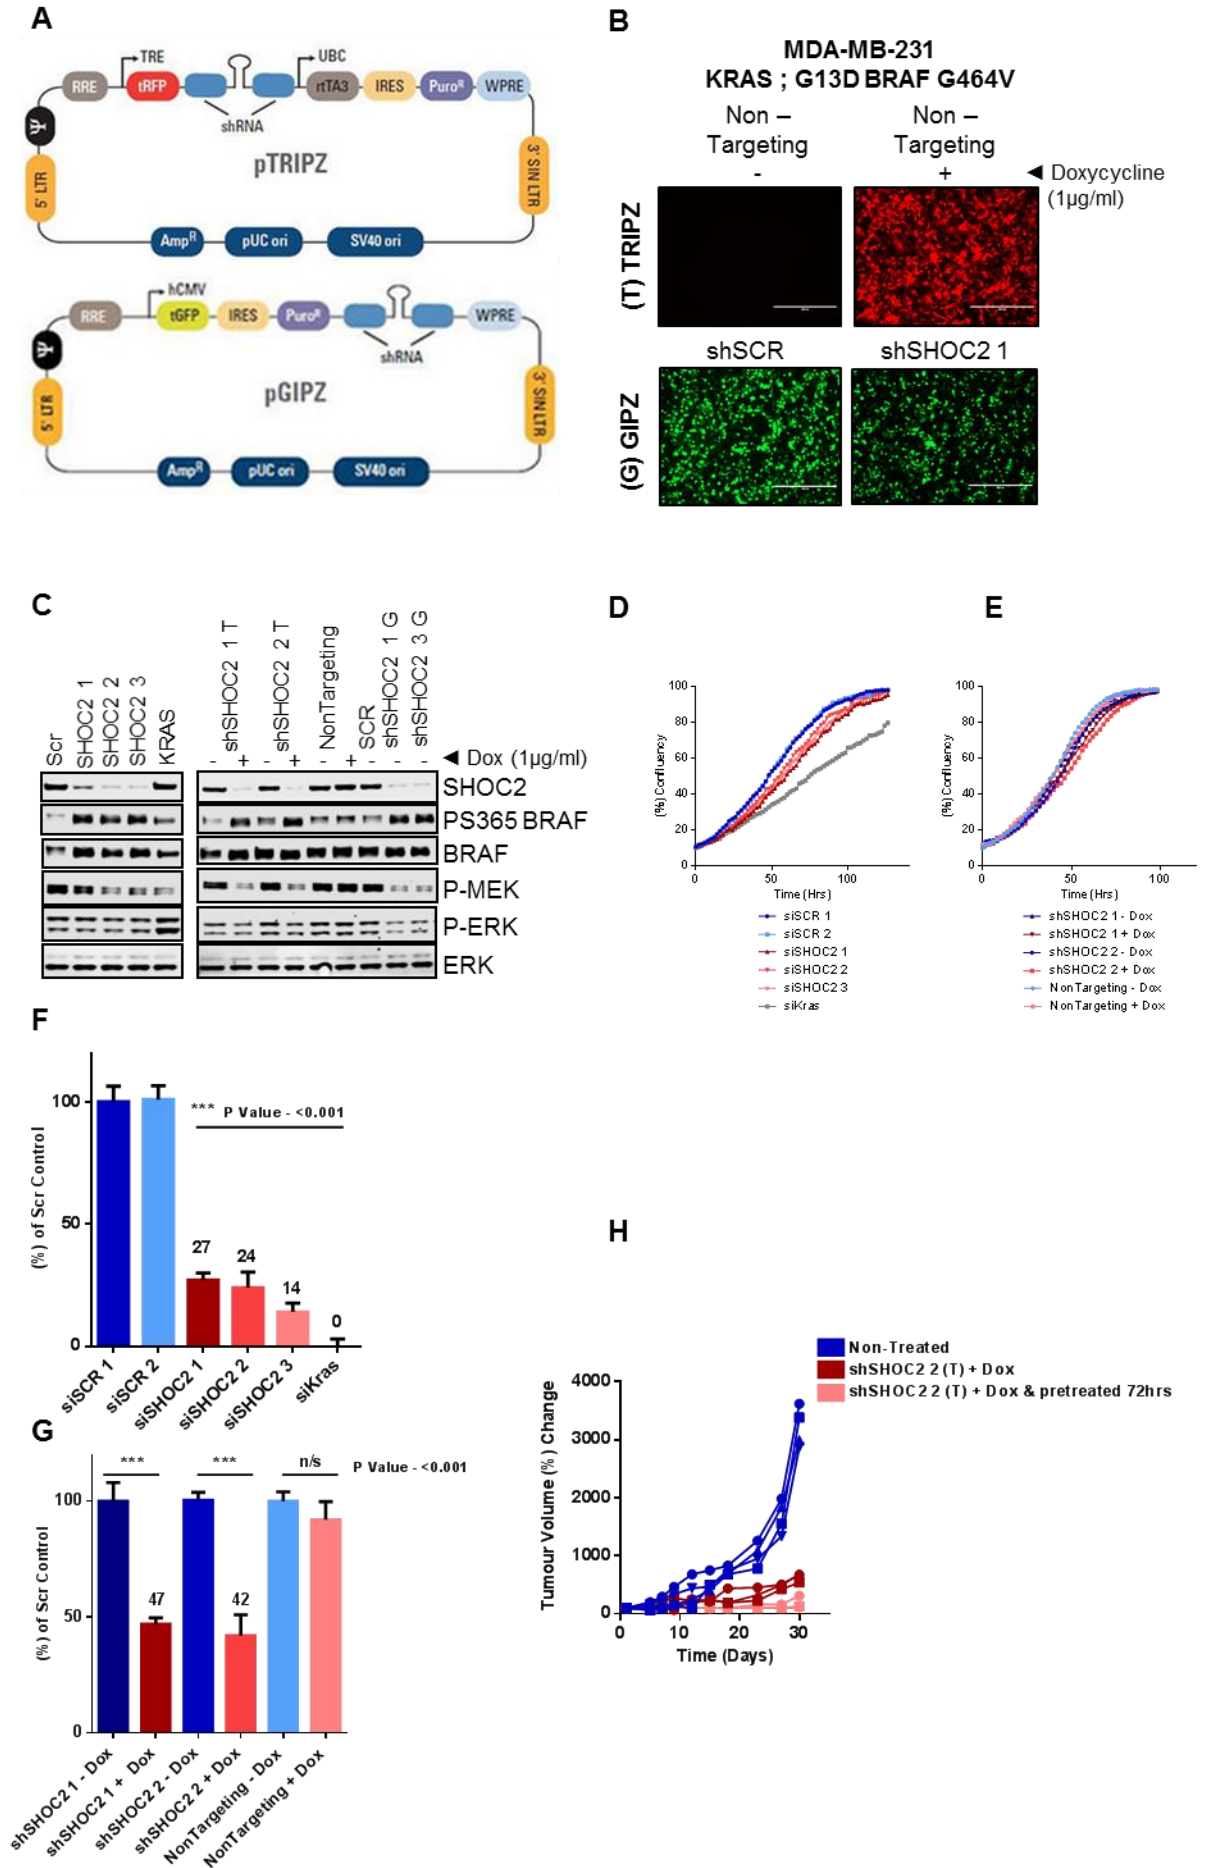 A
TRE
UBC
RRE
tRFP
rtTA3
IRES
Puroᴿ
WPRE
shRNA
Ψ
pTRIPZ
5' LTR
3' SIN LTR
Ampᴿ
pUC ori
SV40 ori
hCMV
RRE
tGFP
IRES
Puroᴿ
WPRE
shRNA
Ψ
pGIPZ
5' LTR
3' SIN LTR
Ampᴿ
pUC ori
SV40 ori
B
MDA-MB-231
KRAS ; G13D BRAF G464V
Non –
Targeting
-
Non –
Targeting
+
◄ Doxycycline
(1µg/ml)
(T) TRIPZ
shSCR
shSHOC2 1
(G) GIPZ
C
Scr
SHOC2 1
SHOC2 2
SHOC2 3
KRAS
shSHOC2 1 T
shSHOC2 2 T
NonTargeting
SCR
shSHOC2 1 G
shSHOC2 3 G
- + - + - + - - -
◄ Dox (1µg/ml)
SHOC2
PS365 BRAF
BRAF
P-MEK
P-ERK
ERK
D
(%) Confluency
100
80
60
40
20
0
0 50 100
Time (Hrs)
siSCR 1
siSCR 2
siSHOC2 1
siSHOC2 2
siSHOC2 3
siKras
E
(%) Confluency
100
80
60
40
20
0
0 50 100
Time (Hrs)
shSHOC2 1 - Dox
shSHOC2 1 + Dox
shSHOC2 2 - Dox
shSHOC2 2 + Dox
NonTargeting - Dox
NonTargeting + Dox
F
(%) of Scr Control
100
50
0
*** P Value - <0.001
27
24
14
0
siSCR 1
siSCR 2
siSHOC2 1
siSHOC2 2
siSHOC2 3
siKras
G
(%) of Scr Control
100
50
0
***
***
n/s
P Value - <0.001
47
42
shSHOC2 1 - Dox
shSHOC2 1 + Dox
shSHOC2 2 - Dox
shSHOC2 2 + Dox
NonTargeting - Dox
NonTargeting + Dox
H
Non-Treated
shSHOC2 2 (T) + Dox
shSHOC2 2 (T) + Dox & pretreated 72hrs
Tumour Volume (%) Change
4000
3000
2000
1000
0
0 10 20 30
Time (Days)